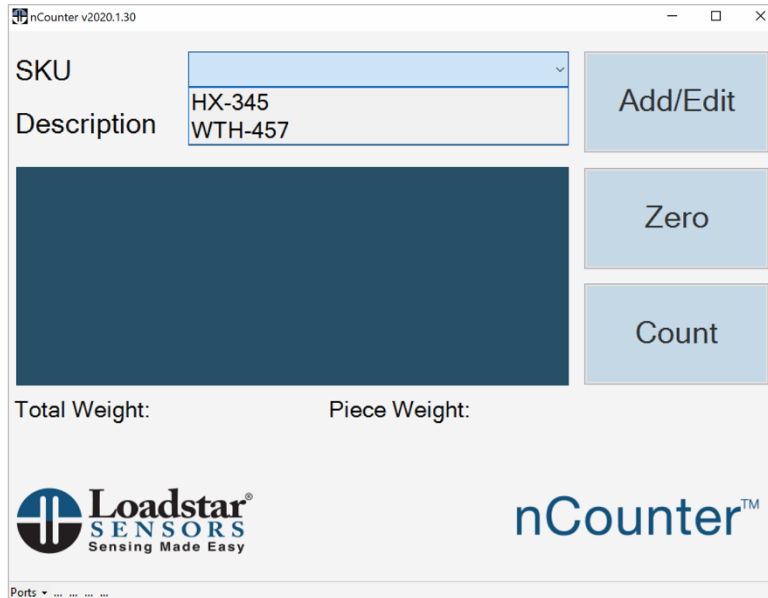 nCounter v2020.1.30
SKU
HX-345
WTH-457
Description
Add/Edit
Zero
Count
Total Weight:
Piece Weight:
Loadstar®
SENSORS
Sensing Made Easy
nCounter™
Ports ... ... ... ...